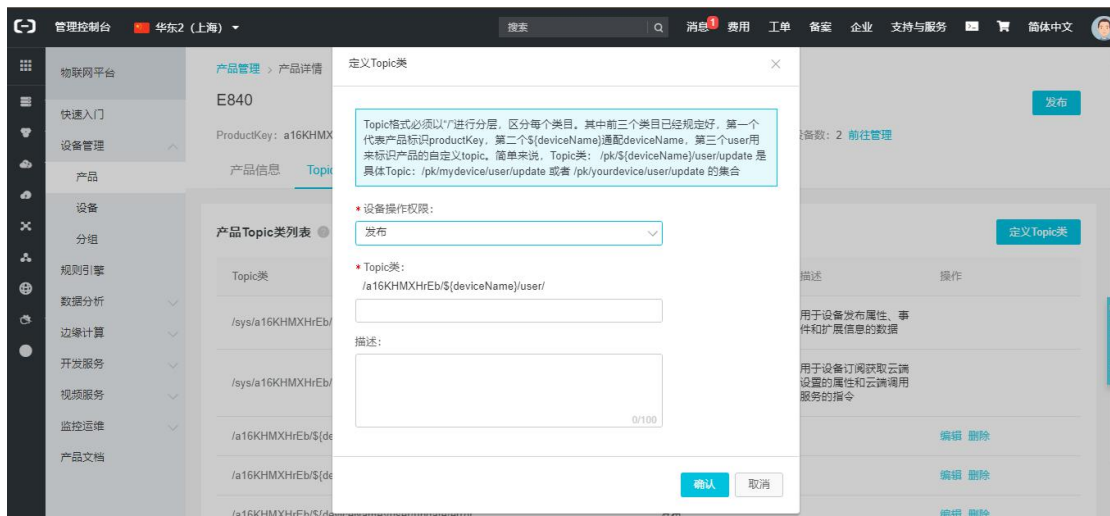 管理控制台
华东2（上海）
搜索
消息1
费用
工单
备案
企业
支持与服务
简体中文
物联网平台
快速入门
设备管理
产品
设备
分组
规则引擎
数据分析
边缘计算
开发服务
视频服务
监控运维
产品文档
产品管理 > 产品详情
E840
发布
ProductKey: a16KHMX
设备数: 2 前往管理
产品信息
Topic
产品Topic类列表
定义Topic类
Topic类
描述
操作
/sys/a16KHMXHrEb/
用于设备发布属性、事
件和扩展信息的数据
/sys/a16KHMXHrEb/
用于设备订阅获取云端
设置的属性和云端调用
服务的指令
/a16KHMXHrEb/${de
编辑 删除
/a16KHMXHrEb/${de
编辑 删除
编辑 删除
定义Topic类
Topic格式必须以“/”进行分层，区分每个类目。其中前三个类目已经规定好，第一个
代表产品标识productKey，第二个${deviceName}通配deviceName，第三个user用
来标识产品的自定义topic。简单来说，Topic类： /pk/${deviceName}/user/update 是
具体Topic：/pk/mydevice/user/update 或者 /pk/yourdevice/user/update 的集合
* 设备操作权限：
发布
* Topic类：
/a16KHMXHrEb/${deviceName}/user/
描述：
0/100
确认
取消